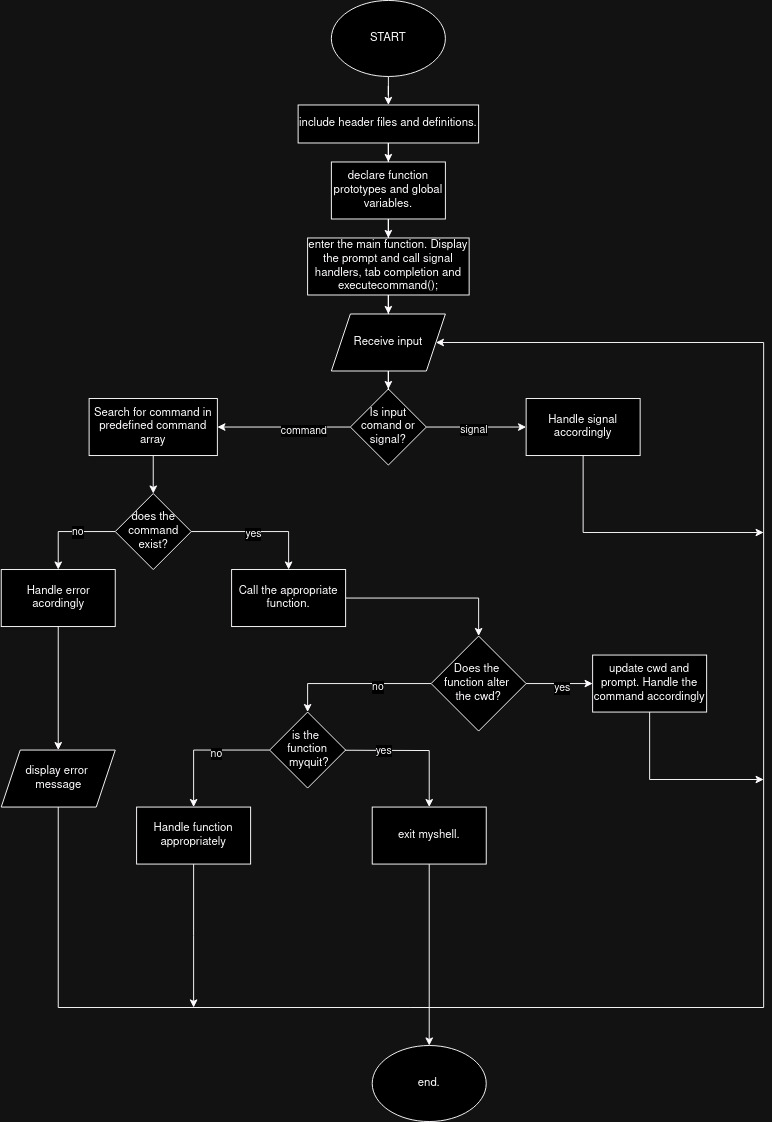 START
include header files and definitions.
declare function
prototypes and global
variables.
enter the main function. Display
the prompt and call signal
handlers, tab completion and
executecommand();
Receive input
Is input
comand or
signal?
command
signal
Search for command in
predefined command
array
Handle signal
accordingly
does the
command
exist?
no
yes
Handle error
acordingly
Call the appropriate
function.
Does the
function alter
the cwd?
no
yes
update cwd and
prompt. Handle the
command accordingly
is the
function
myquit?
no
yes
display error
message
Handle function
appropriately
exit myshell.
end.